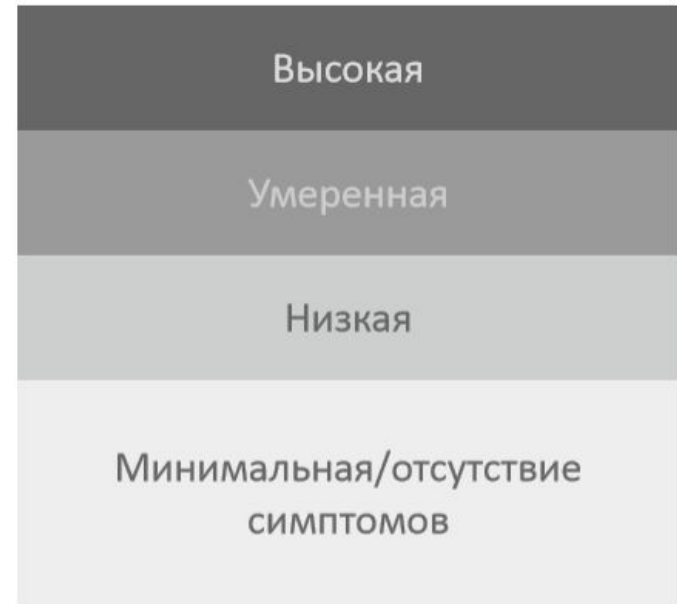 Высокая
Умеренная
Низкая
Минимальная/отсутствие
симптомов